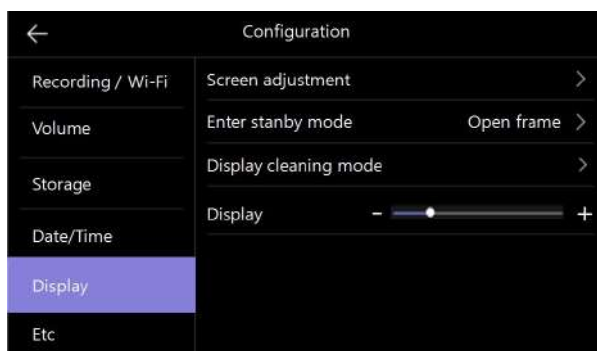 Configuration
Recording / Wi-Fi
Volume
Storage
Date/Time
Display
Etc
Screen adjustment
Enter stanby mode Open frame
Display cleaning mode
Display - +